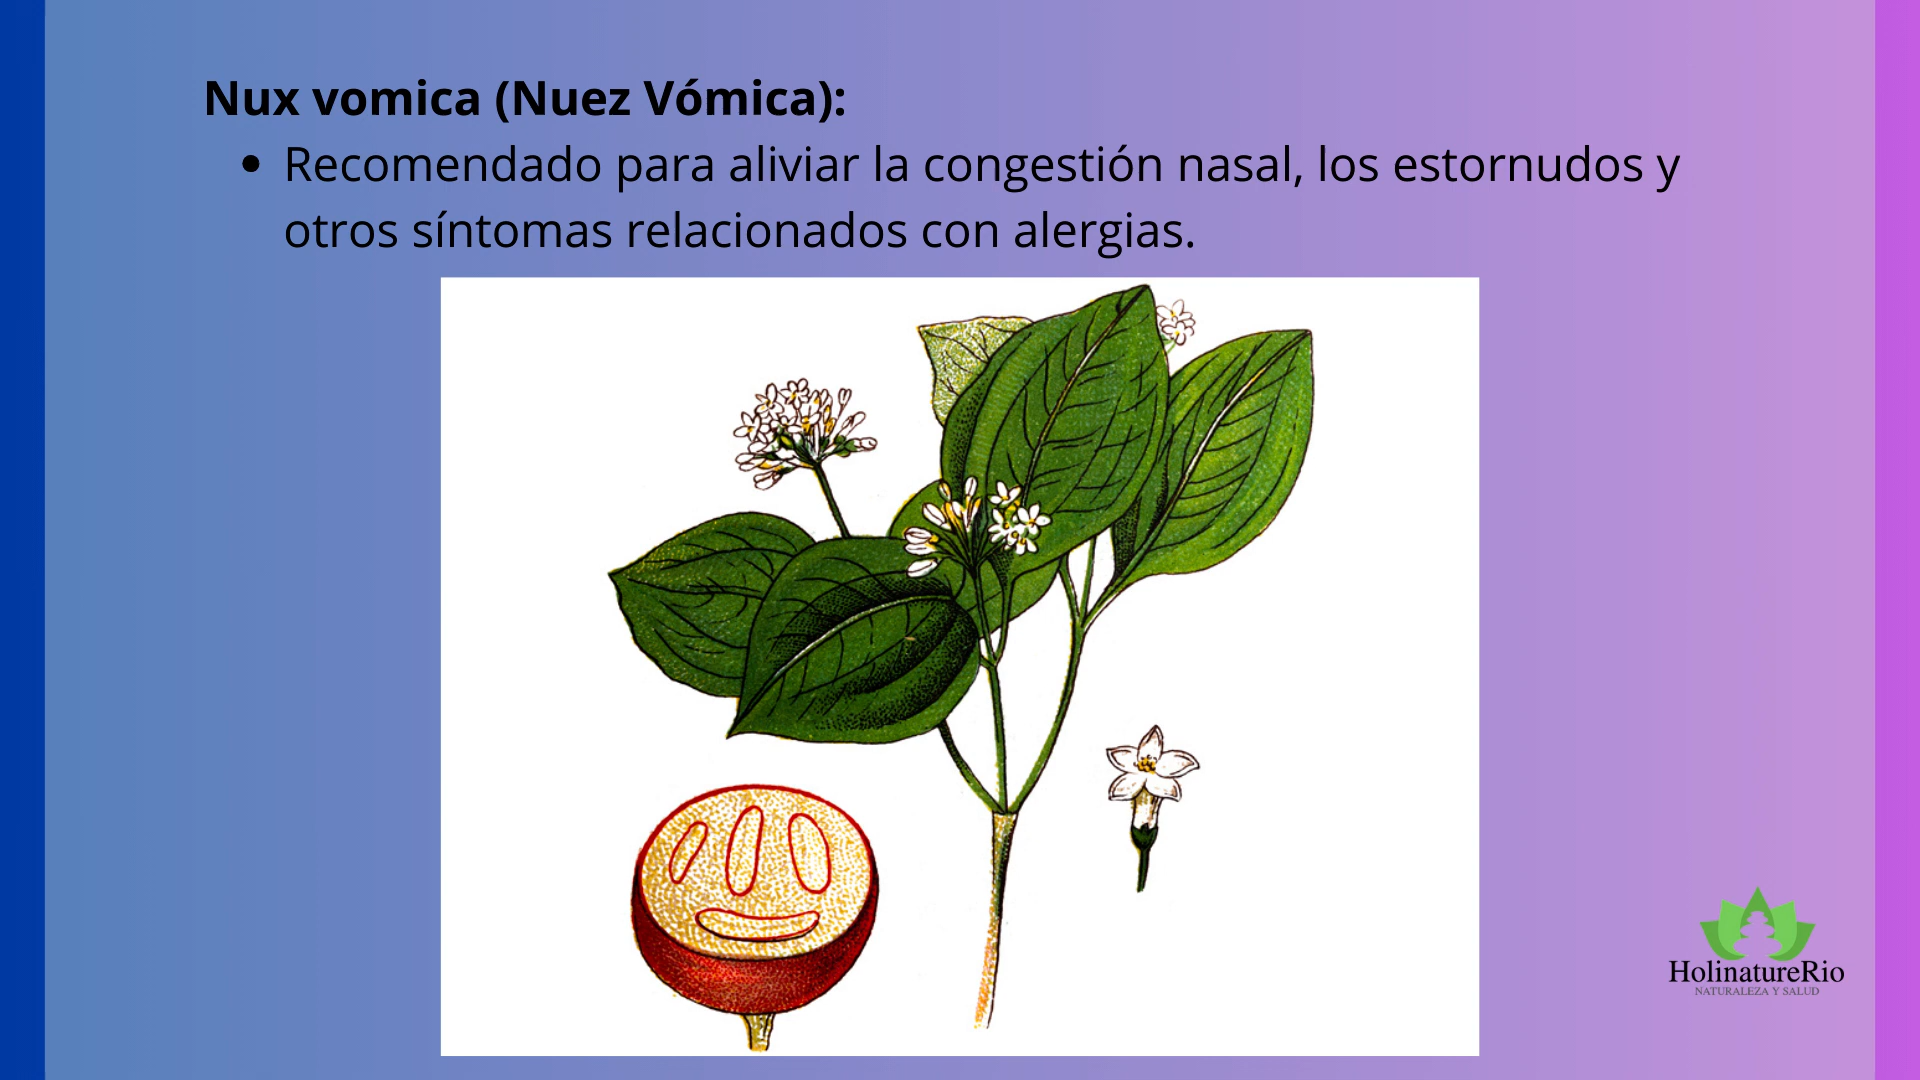 Nux vomica (Nuez Vómica):
• Recomendado para aliviar la congestión nasal, los estornudos y
otros síntomas relacionados con alergias.
HolinatureRio
NATURALEZA Y SALUD